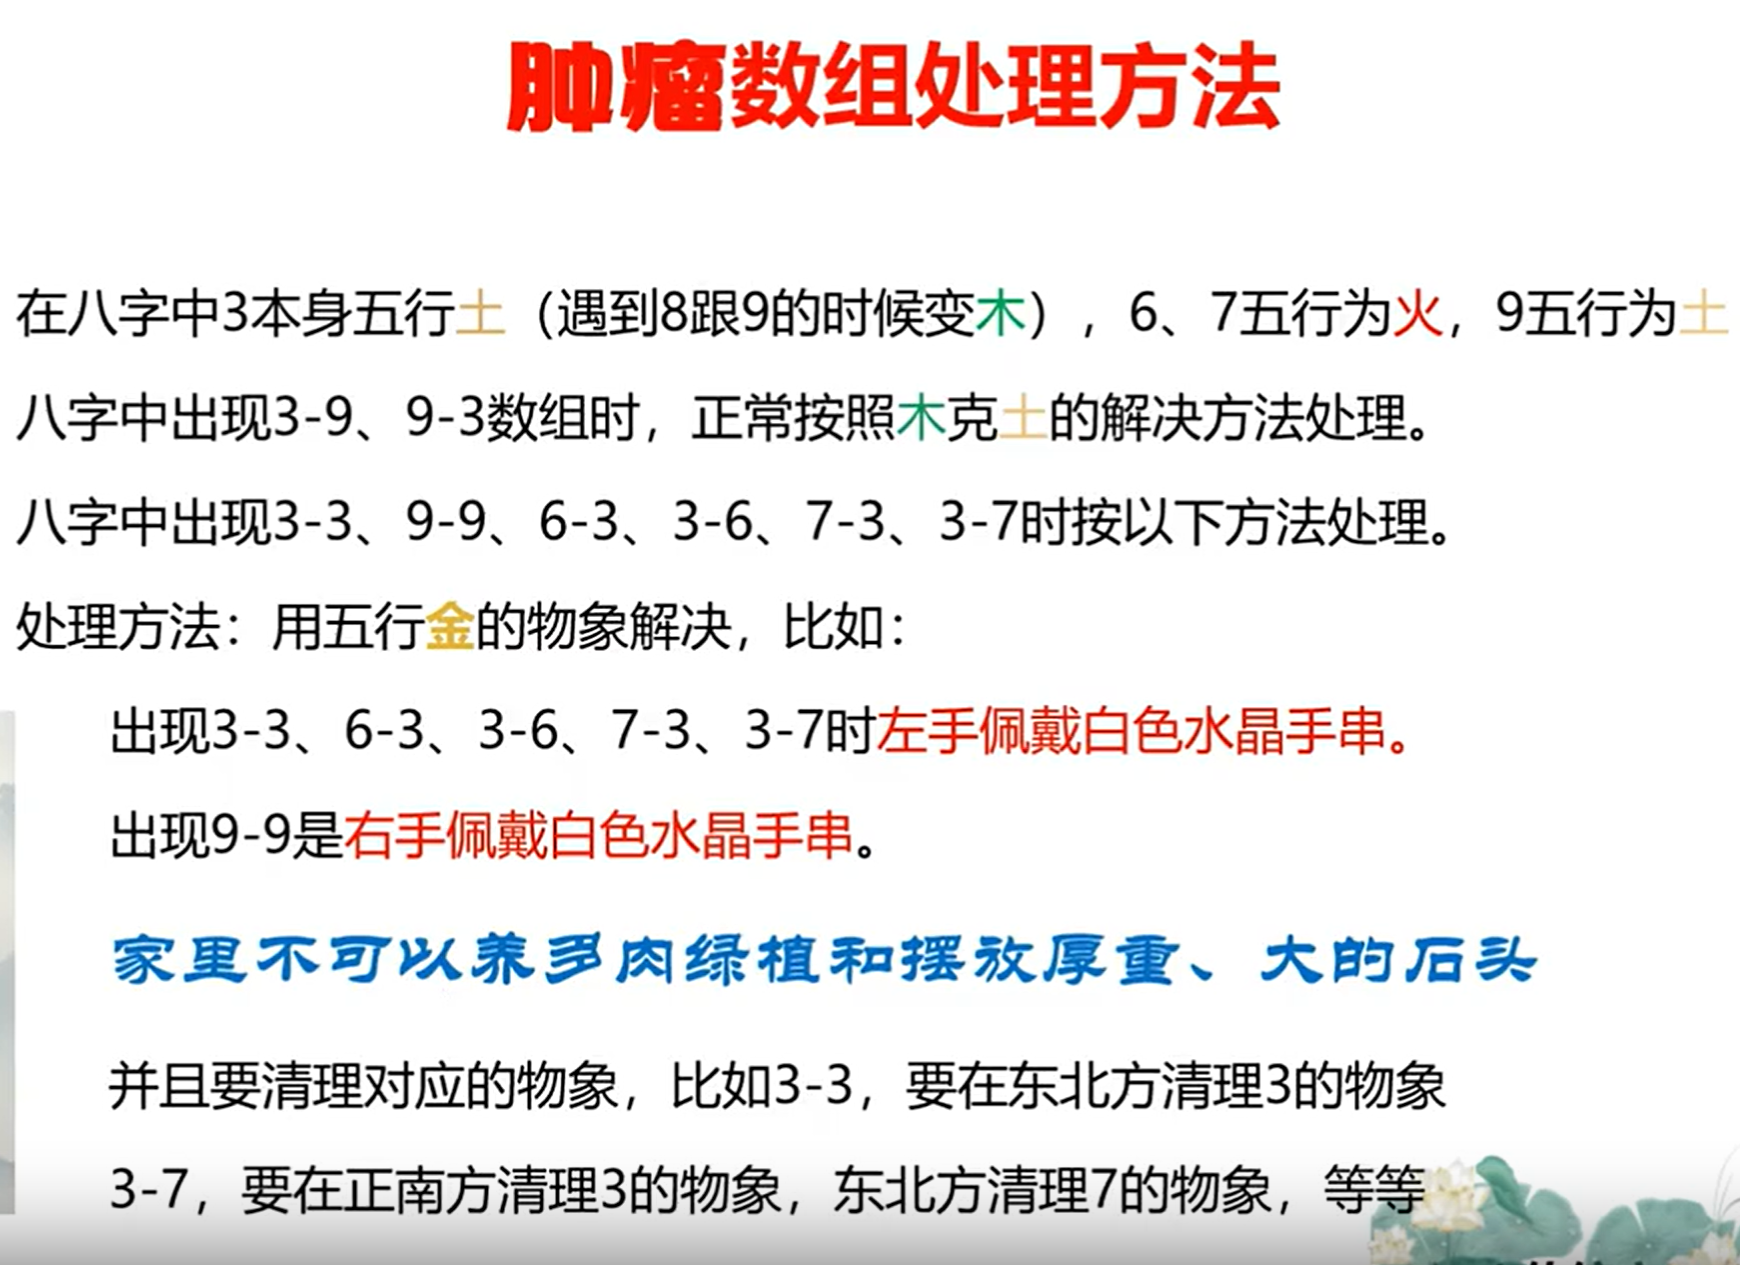 肿瘤数组处理方法
在八字中3本身五行土（遇到8跟9的时候变木），6、7五行为火，9五行为土
八字中出现3-9、9-3数组时，正常按照木克土的解决方法处理。
八字中出现3-3、9-9、6-3、3-6、7-3、3-7时按以下方法处理。
处理方法：用五行金的物象解决，比如：
出现3-3、6-3、3-6、7-3、3-7时左手佩戴白色水晶手串。
出现9-9是右手佩戴白色水晶手串。
家里不可以养多肉绿植和摆放厚重、大的石头
并且要清理对应的物象，比如3-3，要在东北方清理3的物象
3-7，要在正南方清理3的物象，东北方清理7的物象，等等